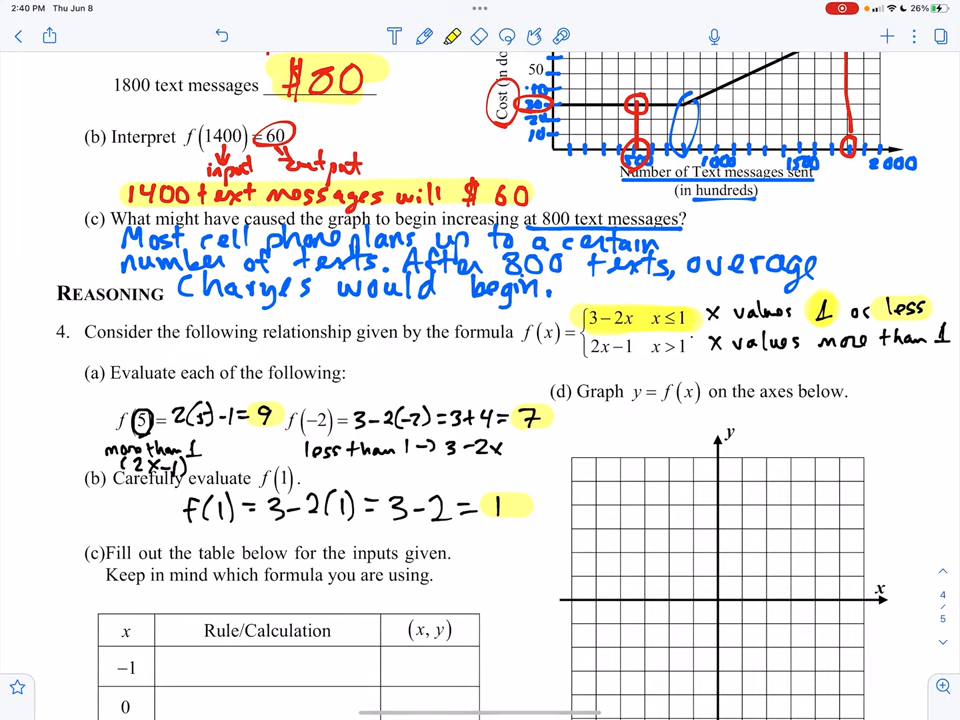 2:40 PM Thu Jun 8
26%
1800 text messages $80
50
30
20
10
Cost (in do
(b) Interpret f(1400) = 60
input output
1400 text messages will $ 60
500 1000 1500 2000
Number of Text messages sent
(in hundreds)
(c) What might have caused the graph to begin increasing at 800 text messages?
Most cell phone plans up to a certain
number of texts. After 800 texts, overage
Charges would begin.
REASONING
4. Consider the following relationship given by the formula f(x) = { 3 – 2x x ≤ 1 x values 1 or less
2x – 1 x > 1 . x values more than 1
(a) Evaluate each of the following:
(d) Graph y = f(x) on the axes below.
f(5) = 2(5)-1 = 9 f(–2) = 3-2(-2) = 3+4 = 7
more than 1 less than 1 → 3-2x
(2x-1)
(b) Carefully evaluate f(1).
f(1) = 3-2(1) = 3-2 = 1
(c)Fill out the table below for the inputs given.
Keep in mind which formula you are using.
y
x
x Rule/Calculation (x, y)
–1
0
4
/
5